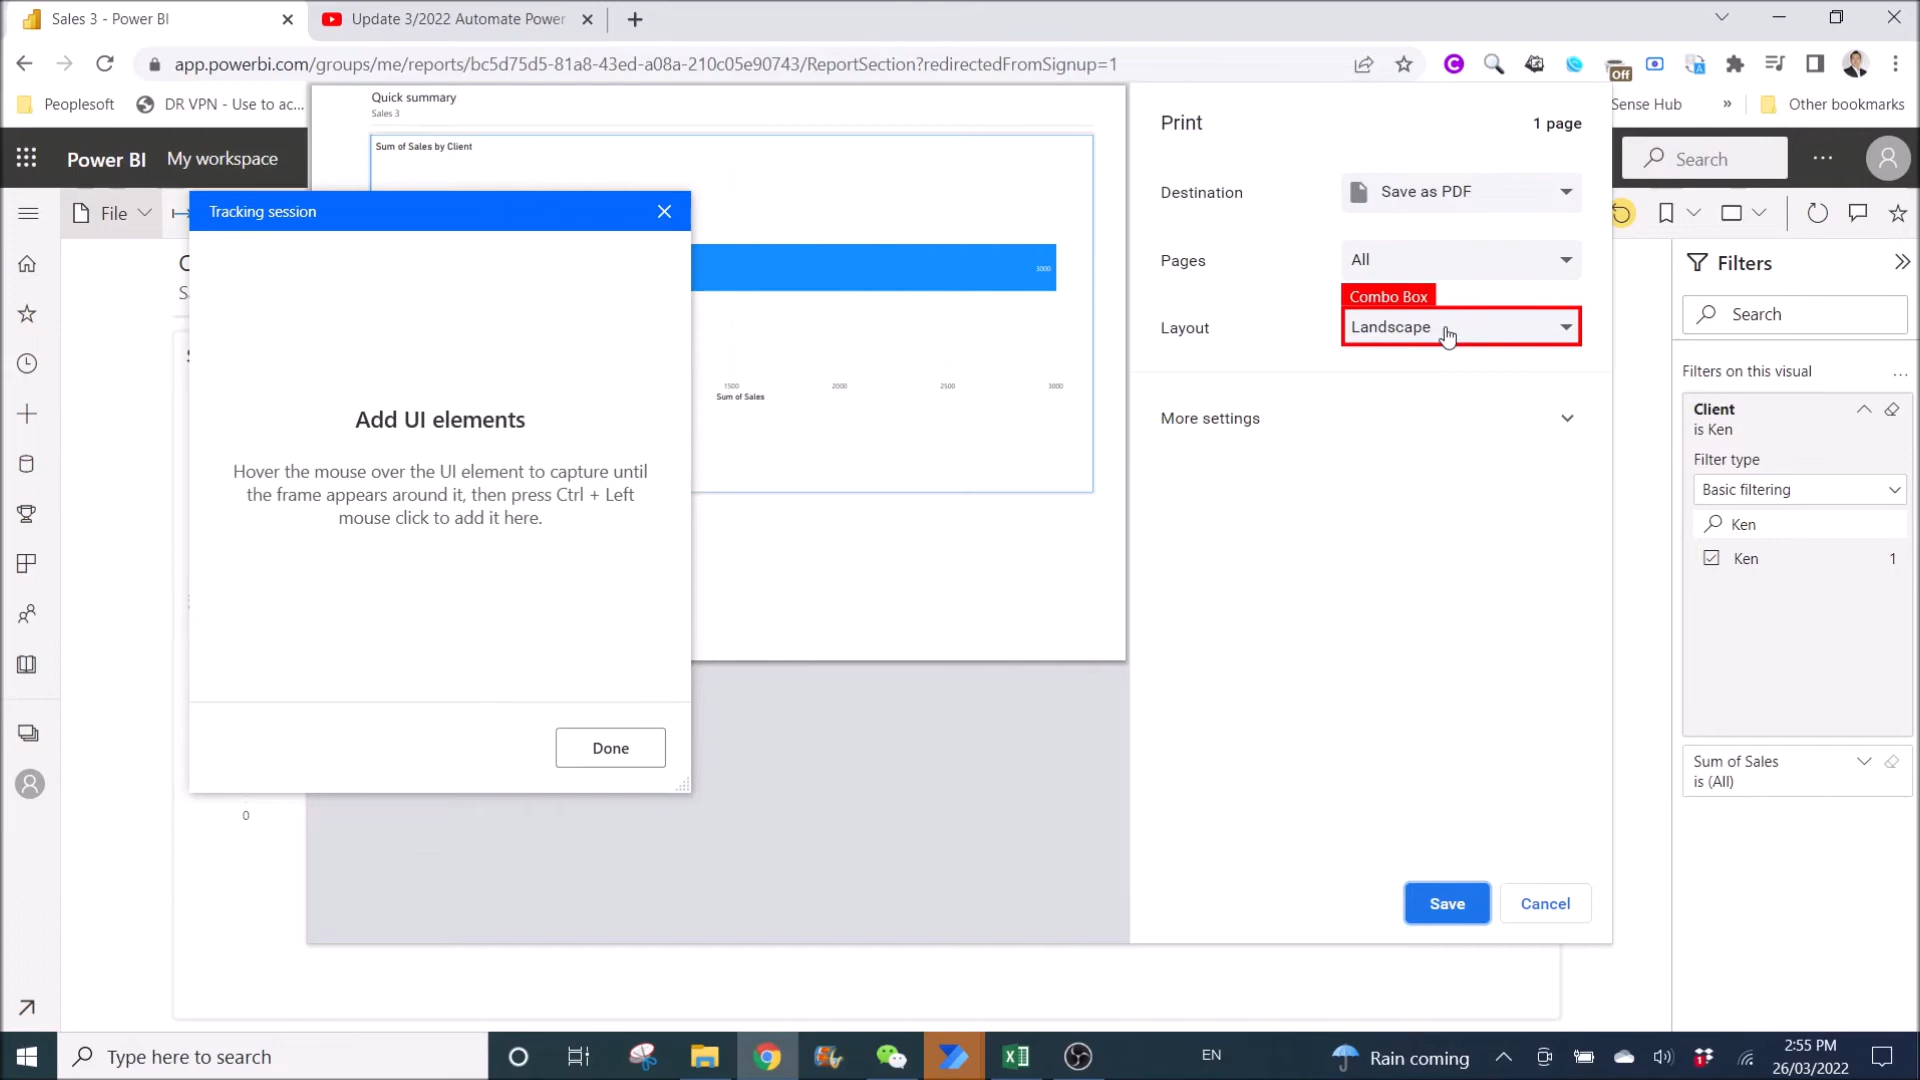 Sales 3 - Power BI
Update 3/2022 Automate Power
app.powerbi.com/groups/me/reports/bc5d75d5-81a8-43ed-a08a-210c05e90743/ReportSection?redirectedFromSignup=1
Off
Peoplesoft
DR VPN - Use to ac...
Sense Hub
»
Other bookmarks
Power BI
My workspace
Search
File
Quick summary
Sales 3
Sum of Sales by Client
3000
1500
2000
2500
3000
Sum of Sales
0
Tracking session
Add UI elements
Hover the mouse over the UI element to capture until
the frame appears around it, then press Ctrl + Left
mouse click to add it here.
Done
Print
1 page
Destination
Save as PDF
Pages
All
Combo Box
Layout
Landscape
More settings
Save
Cancel
Filters
Search
Filters on this visual
...
Client
is Ken
Filter type
Basic filtering
Ken
Ken
1
Sum of Sales
is (All)
Type here to search
EN
Rain coming
2:55 PM
26/03/2022